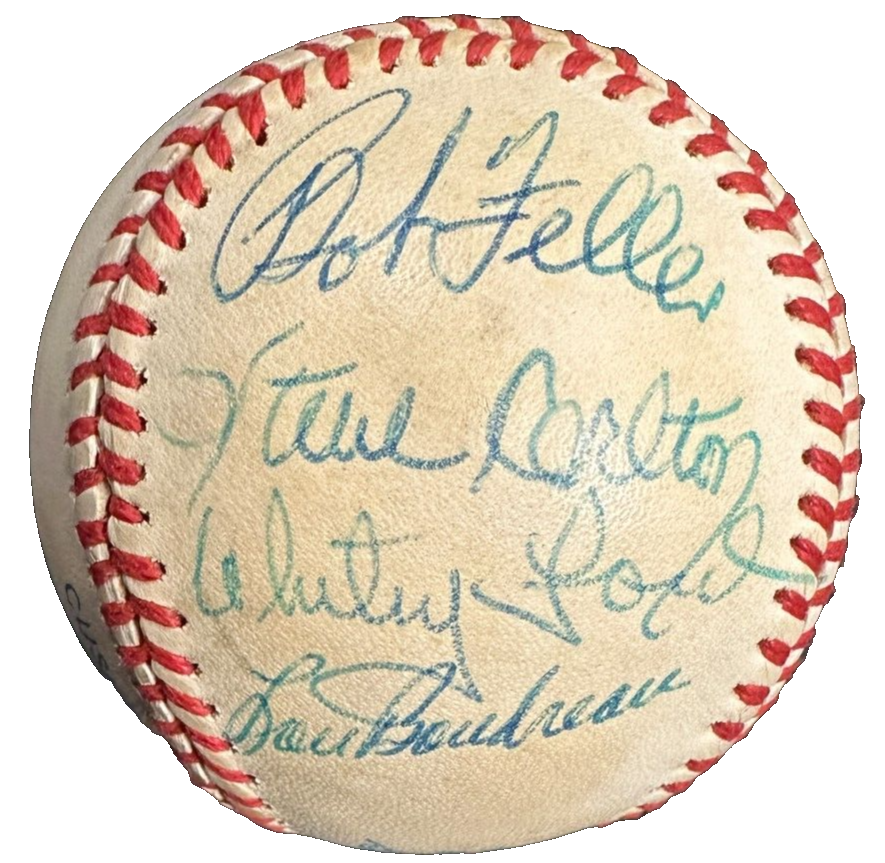 Bob Feller
Steve Carlton
Whitey Ford
Lou Boudreau